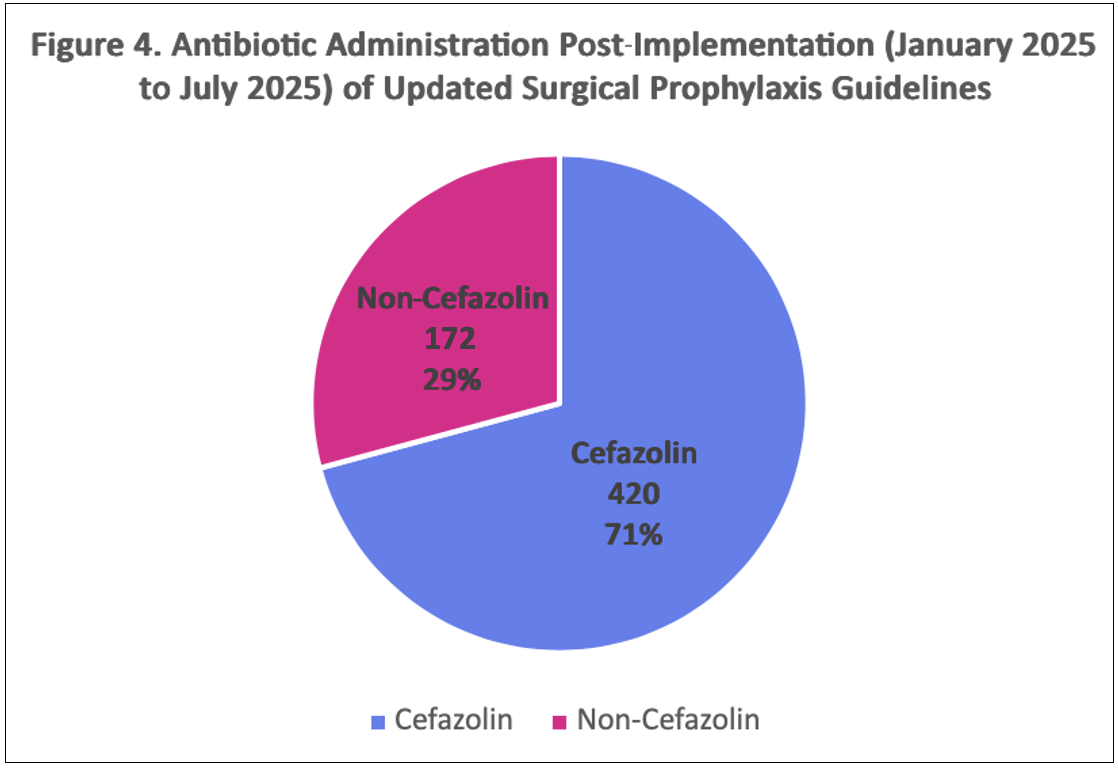 Figure 4. Antibiotic Administration Post-Implementation (January 2025
to July 2025) of Updated Surgical Prophylaxis Guidelines
Non-Cefazolin
172
29%
Cefazolin
420
71%
Cefazolin Non-Cefazolin